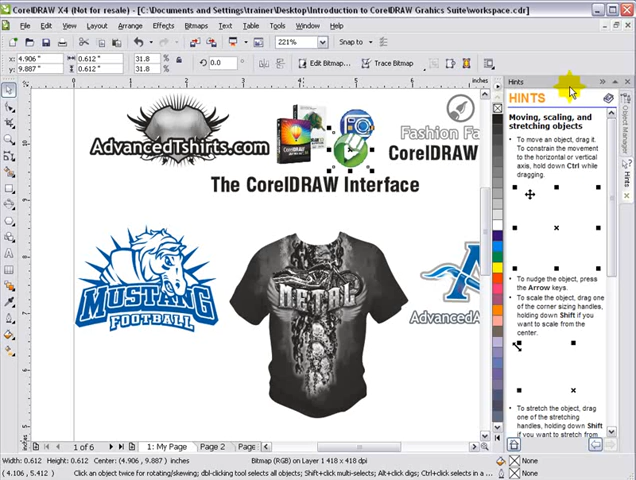 CorelDRAW X4 (Not for resale) - [C:\Documents and Settings\trainer\Desktop\Introduction to CorelDRAW Grahics Suite\workspace.cdr]
File Edit View Layout Arrange Effects Bitmaps Text Table Tools Window Help
221% Snap to
x: 4.906 " 0.612 " 31.8 %
y: 9.887 " 0.612 " 31.8 %
0.0
Edit Bitmap... Trace Bitmap
inches
Hints
HINTS
Moving, scaling, and
stretching objects
• To move an object, drag it.
To constrain the movement
to the horizontal or vertical
axis, hold down Ctrl while
dragging.
• To nudge the object, press
the Arrow keys.
• To scale the object, drag one
of the corner sizing handles,
holding down Shift if you
want to scale from the
center.
• To stretch the object, drag
one of the sizing
handles, holding down Shift
if you want to stretch from
Object Manager
Hints
AdvancedTshirts.com
Fashion Fa
CorelDRAW
The CorelDRAW Interface
MUSTANG
FOOTBALL
METAL
A
AdvancedA
1 of 6 1: My Page Page 2 Page
Width: 0.612 Height: 0.612 Center: (4.906, 9.887) inches Bitmap (RGB) on Layer 1 418 x 418 dpi None
(4.106, 5.412) Click an object twice for rotating/skewing; dbl-clicking tool selects all objects; Shift+click multi-selects; Alt+click digs; Ctrl+click selects in a ... None